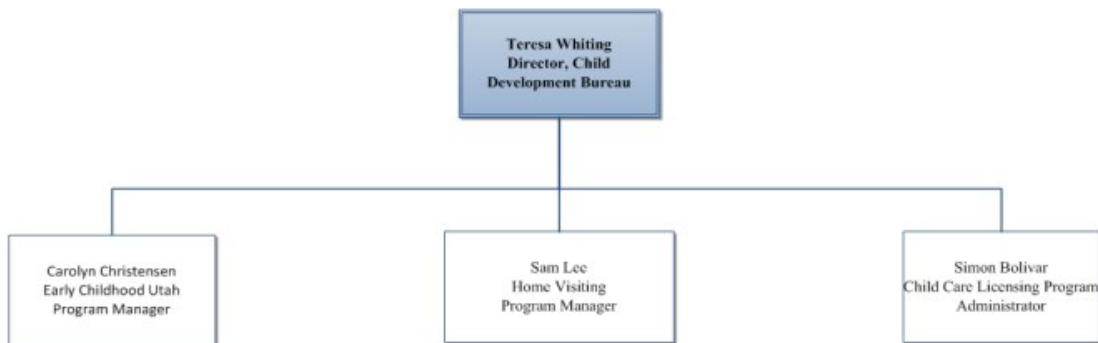 Teresa Whiting
Director, Child
Development Bureau
Carolyn Christensen
Early Childhood Utah
Program Manager
Sam Lee
Home Visiting
Program Manager
Simon Bolivar
Child Care Licensing Program
Administrator